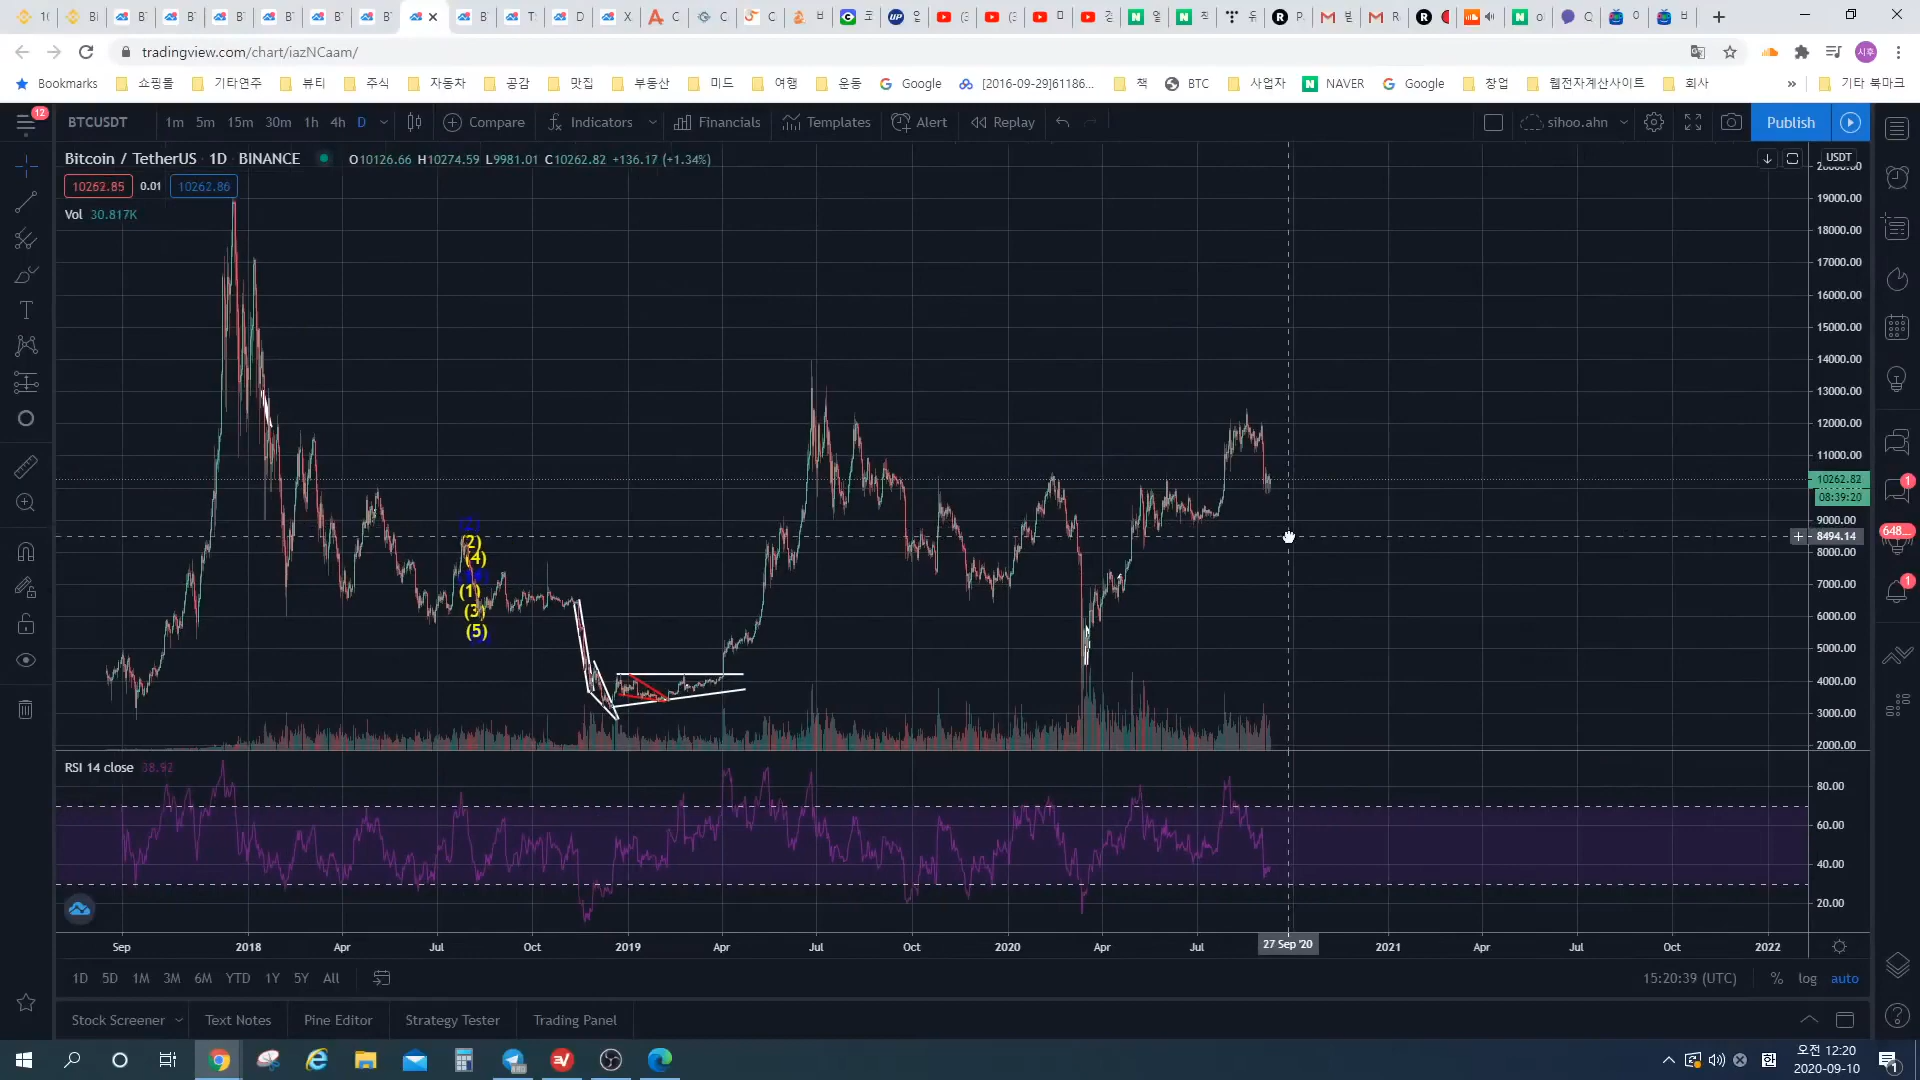 tradingview.com/chart/iazNCaam/
시후
Bookmarks 쇼핑몰 기타연주 뷰티 주식 자동차 공감 맛집 부동산 미드 여행 운동 Google [2016-09-29]61186... 책 BTC 사업자 NAVER Google 창업 웹전자계산사이트 회사 » 기타 북마크
12
BTCUSDT 1m 5m 15m 30m 1h 4h D Compare Indicators Financials Templates Alert Replay sihoo.ahn Publish
Bitcoin / TetherUS 1D BINANCE O10126.66 H10274.59 L9981.01 C10262.82 +136.17 (+1.34%)
USDT
10262.85 0.01 10262.86
Vol 30.817K
19000.00
18000.00
17000.00
16000.00
15000.00
14000.00
13000.00
12000.00
11000.00
10262.82
08:39:20
9000.00
8494.14
8000.00
7000.00
6000.00
5000.00
4000.00
3000.00
2000.00
(2)
(4)
(1)
(3)
(5)
1
648...
1
RSI 14 close 38.92
80.00
60.00
40.00
20.00
Sep 2018 Apr Jul Oct 2019 Apr Jul Oct 2020 Apr Jul 27 Sep '20 2021 Apr Jul Oct 2022
1D 5D 1M 3M 6M YTD 1Y 5Y All 15:20:39 (UTC) % log auto
Stock Screener Text Notes Pine Editor Strategy Tester Trading Panel
오전 12:20
2020-09-10
1